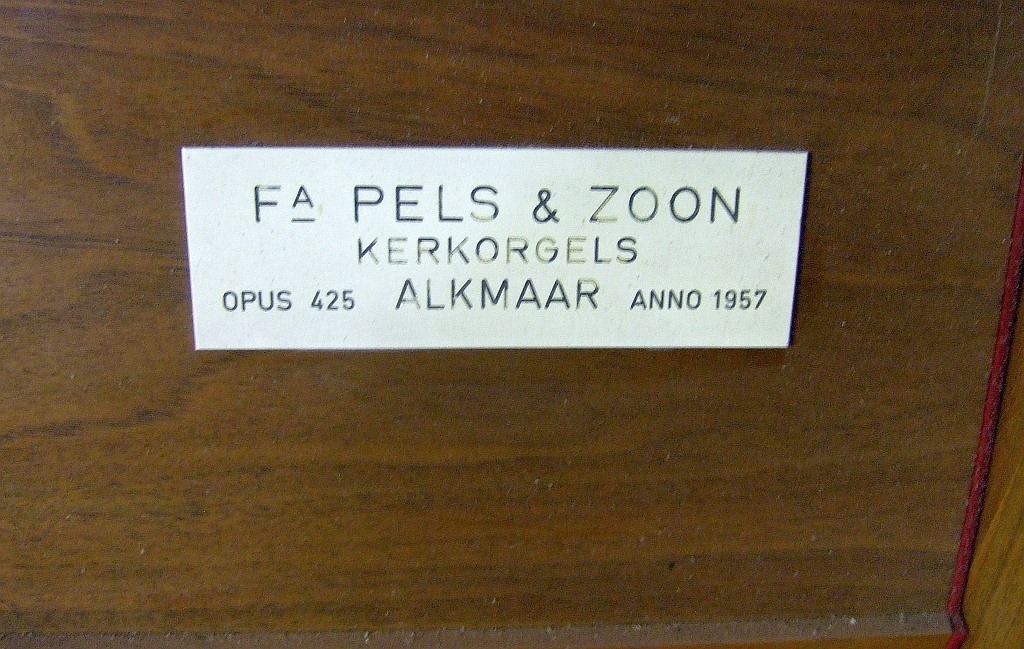 FA PELS & ZOON
KERKORGELS
OPUS 425 ALKMAAR ANNO 1957